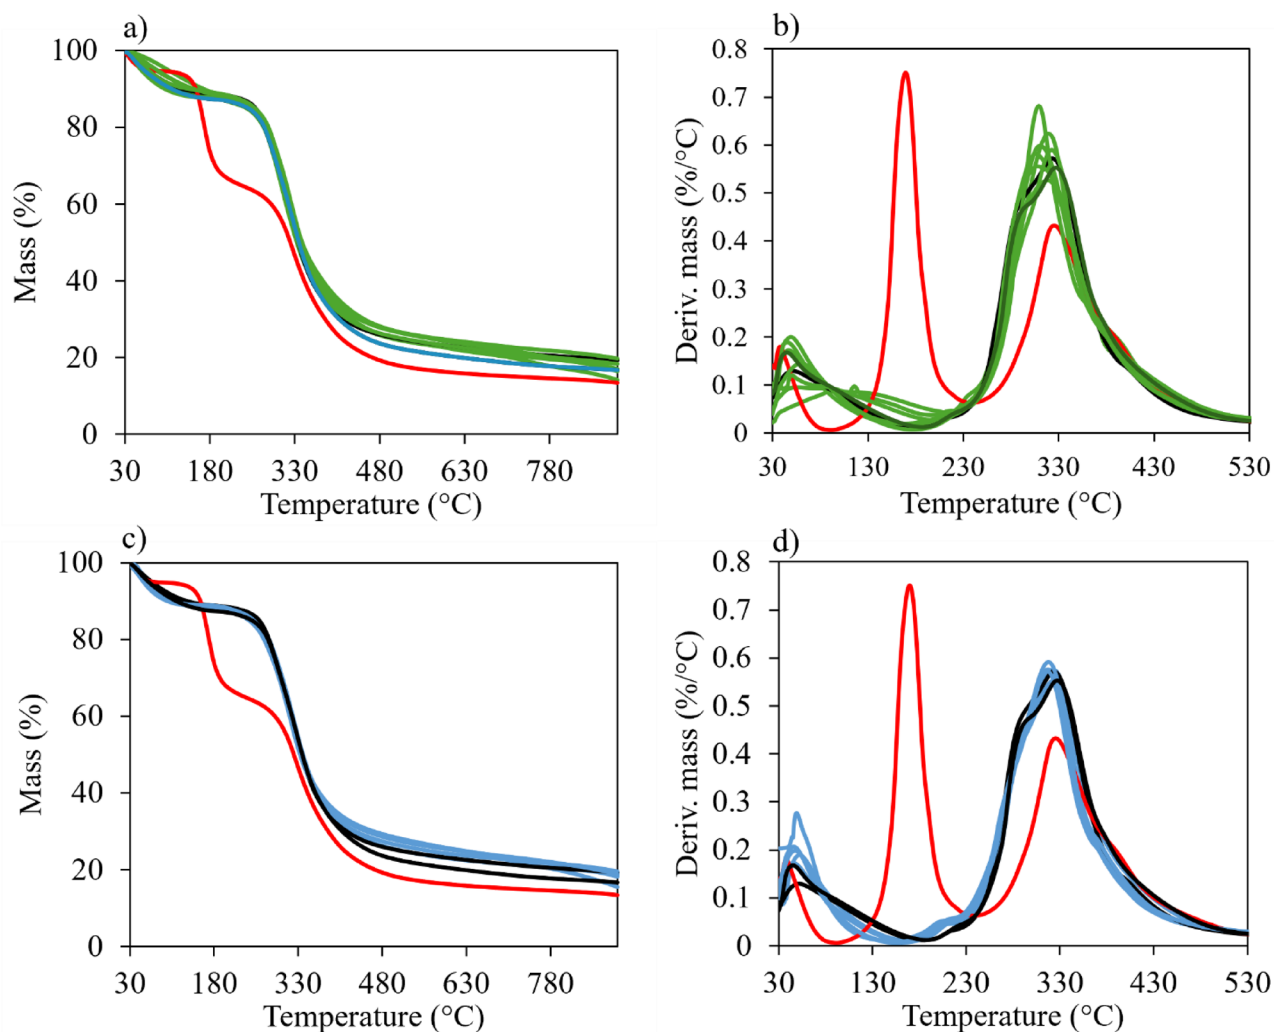 a)
100
80
60
40
20
0
Mass (%)
30 180 330 480 630 780
Temperature (°C)
b)
0.8
0.7
0.6
0.5
0.4
0.3
0.2
0.1
0
Deriv. mass (%/°C)
30 130 230 330 430 530
Temperature (°C)
c)
100
80
60
40
20
0
Mass (%)
30 180 330 480 630 780
Temperature (°C)
d)
0.8
0.7
0.6
0.5
0.4
0.3
0.2
0.1
0
Deriv. mass (%/°C)
30 130 230 330 430 530
Temperature (°C)